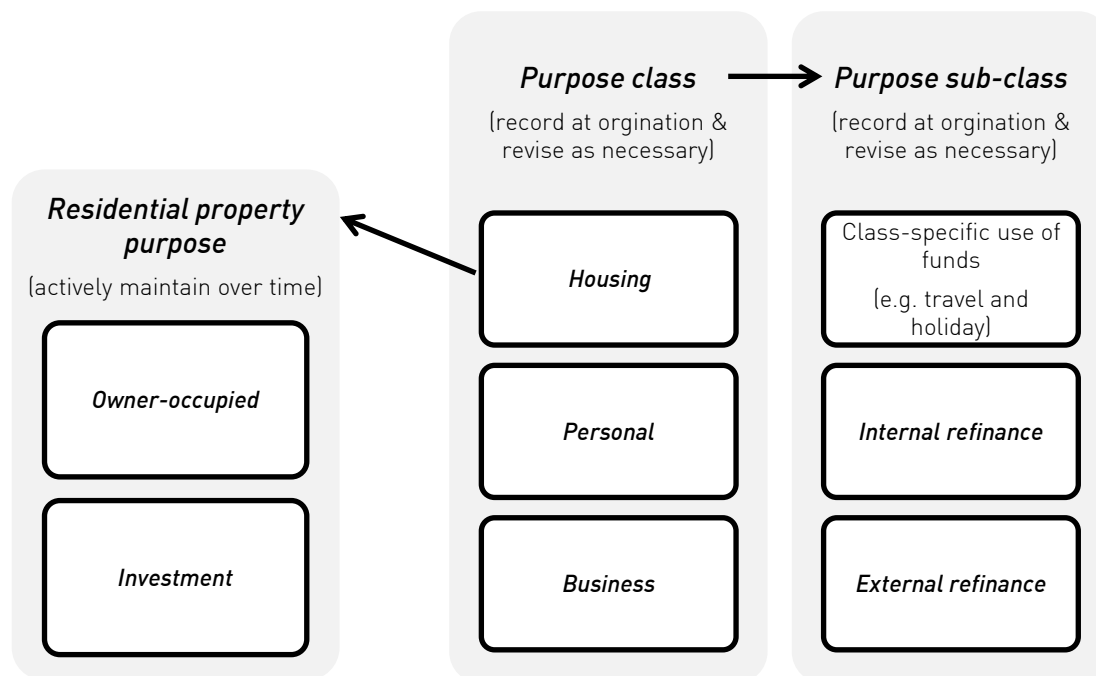 Residential property
purpose
(actively maintain over time)
Owner-occupied
Investment
Purpose class
(record at orgination &
revise as necessary)
Housing
Personal
Business
Purpose sub-class
(record at orgination &
revise as necessary)
Class-specific use of
funds
(e.g. travel and
holiday)
Internal refinance
External refinance